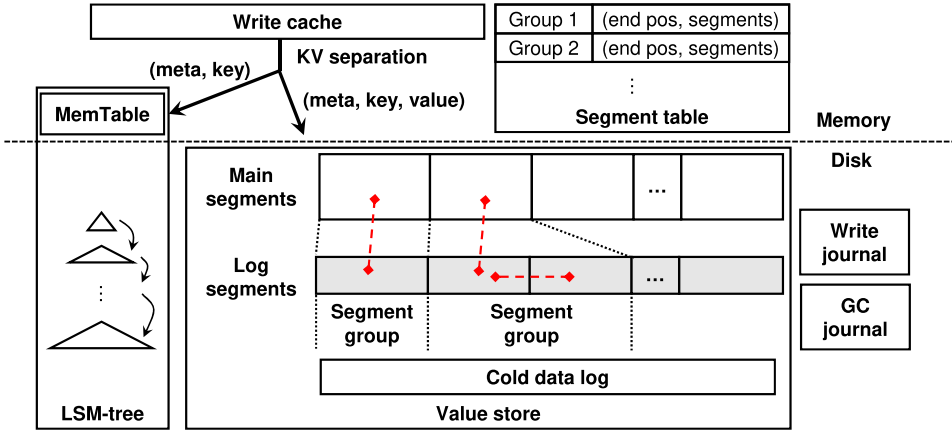 Write cache
Group 1 (end pos, segments)
Group 2 (end pos, segments)
⋮
Segment table
KV separation
(meta, key)
(meta, key, value)
MemTable
Memory
Disk
Main
segments
...
Log
segments
...
Segment
group
Segment
group
Cold data log
Value store
⋮
LSM-tree
Write
journal
GC
journal